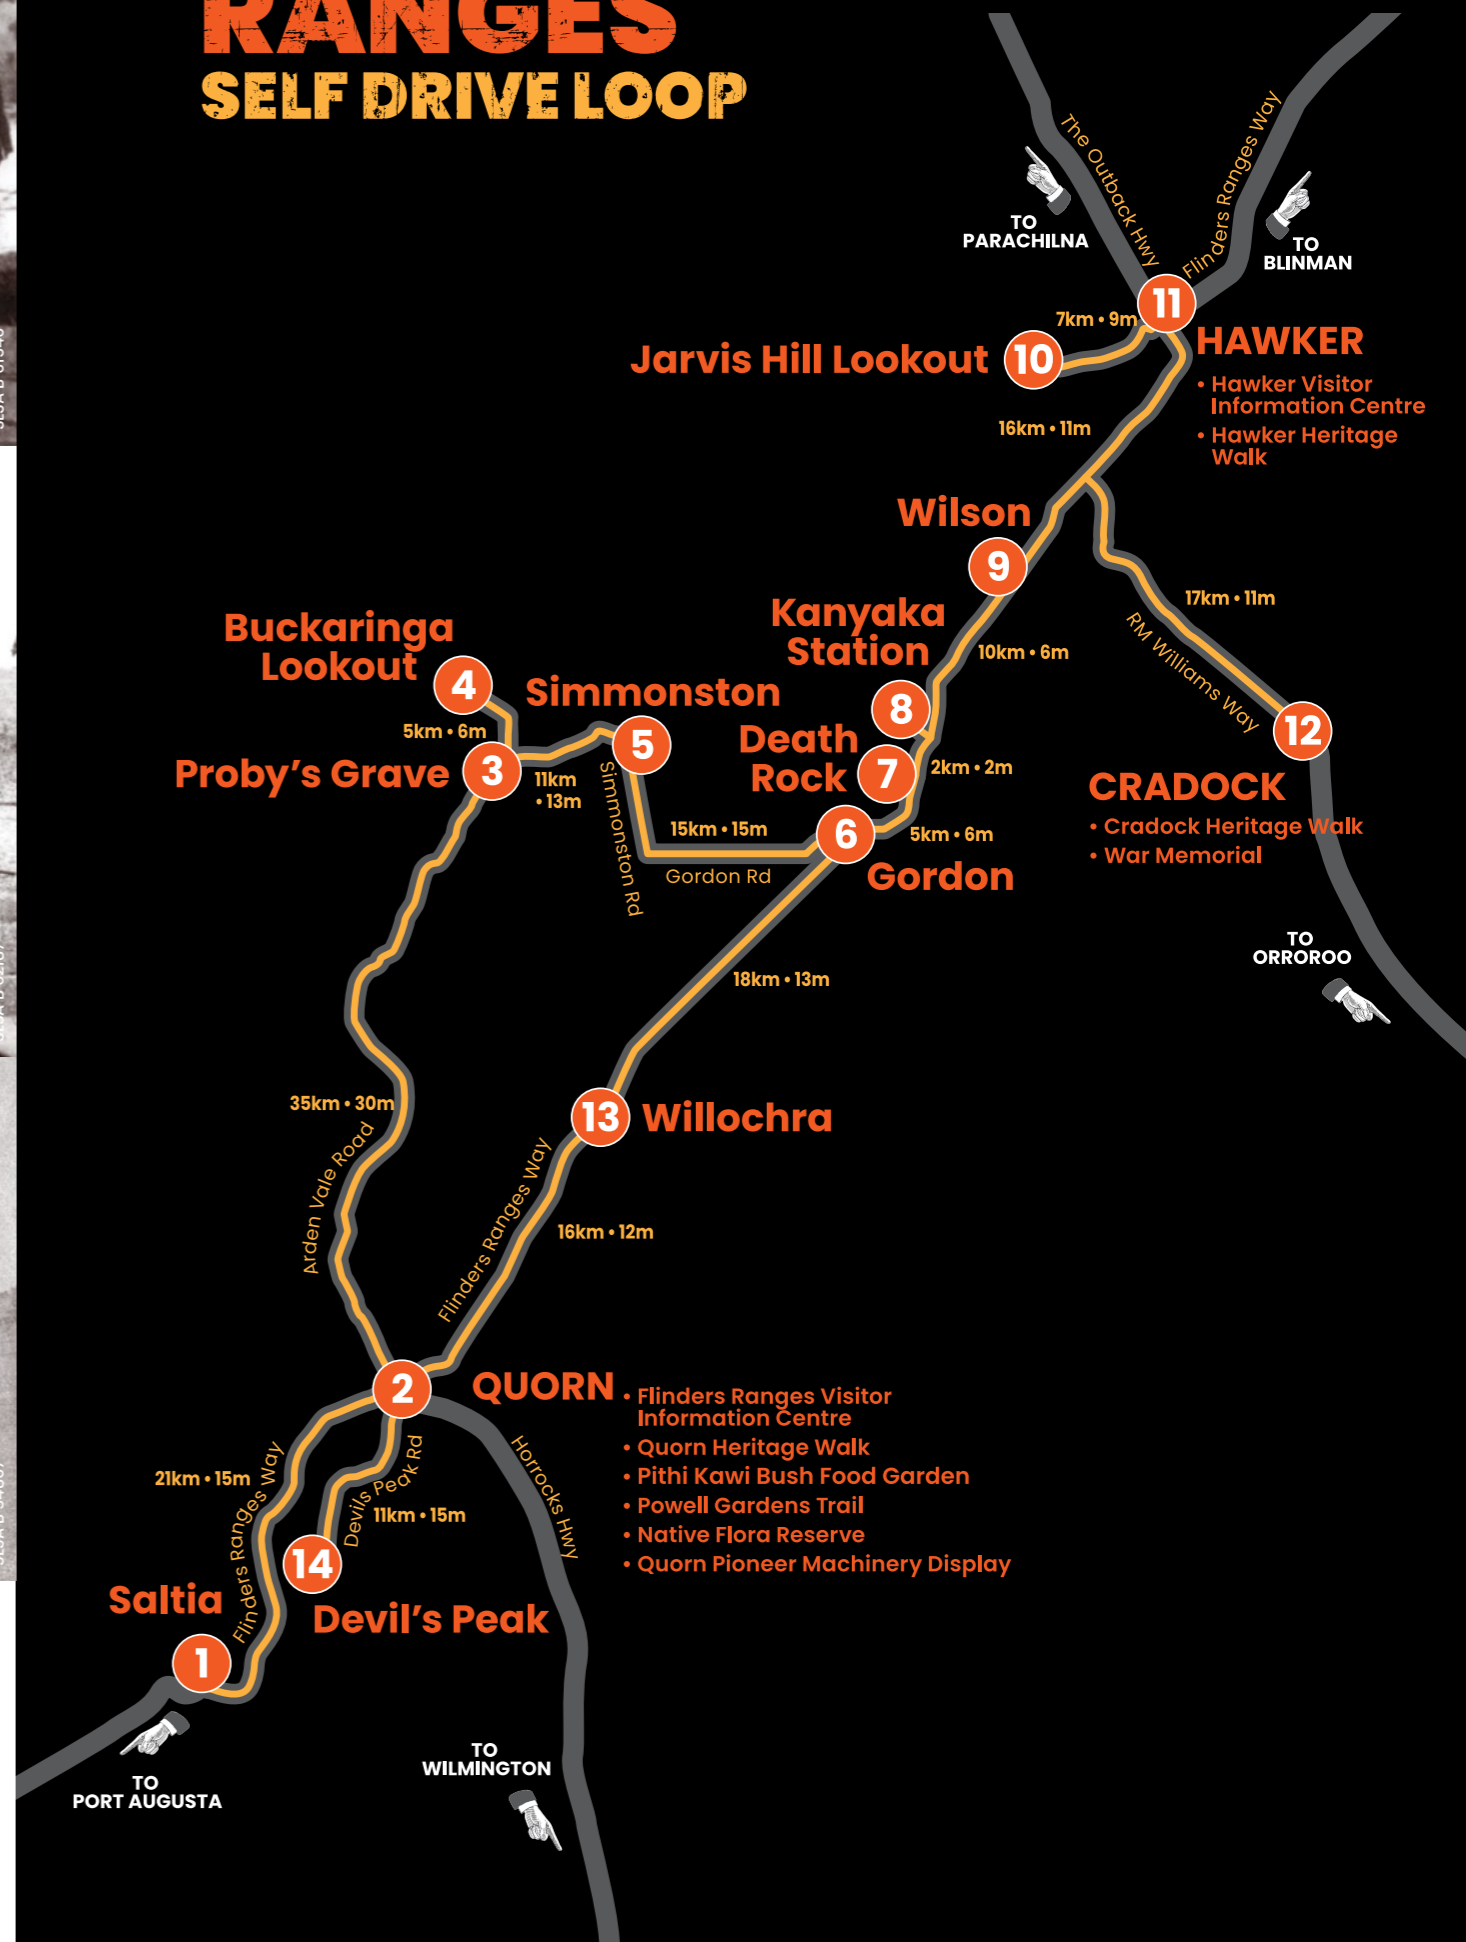 RANGES
SELF DRIVE LOOP
The Outback Hwy
Flinders Ranges Way
TO
PARACHILNA
TO
BLINMAN
11
7km • 9m
HAWKER
Jarvis Hill Lookout
10
• Hawker Visitor
Information Centre
• Hawker Heritage
Walk
16km • 11m
Wilson
9
17km • 11m
RM Williams Way
Kanyaka
Station
10km • 6m
8
Buckaringa
Lookout
4
Simmonston
5
5km • 6m
Proby's Grave
3
11km
• 13m
Simmonston Rd
Death
Rock
7
2km • 2m
12
CRADOCK
• Cradock Heritage Walk
• War Memorial
15km • 15m
6
5km • 6m
Gordon Rd
Gordon
TO
ORROROO
18km • 13m
35km • 30m
Arden Vale Road
13
Willochra
Flinders Ranges Way
16km • 12m
2
QUORN
• Flinders Ranges Visitor
Information Centre
• Quorn Heritage Walk
• Pithi Kawi Bush Food Garden
• Powell Gardens Trail
• Native Flora Reserve
• Quorn Pioneer Machinery Display
21km • 15m
Flinders Ranges Way
Devils Peak Rd
11km • 15m
Horrocks Hwy
14
Devil's Peak
Saltia
1
TO
PORT AUGUSTA
TO
WILMINGTON